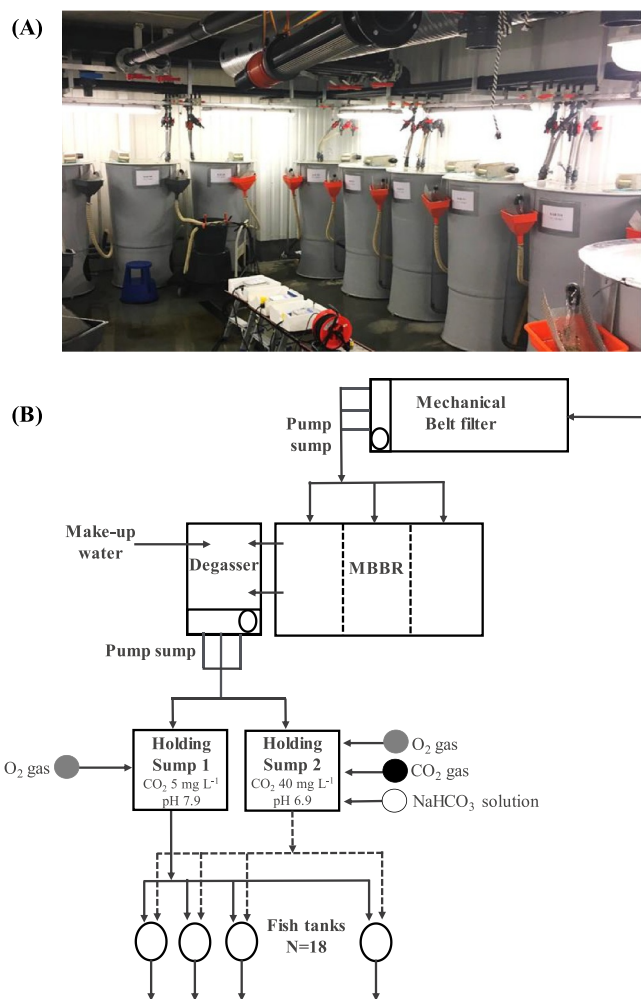 (A)
(B)
Mechanical
Belt filter
Pump
sump
Make-up
water
Degasser
MBBR
Pump sump
Holding
Sump 1
CO₂ 5 mg L⁻¹
pH 7.9
Holding
Sump 2
CO₂ 40 mg L⁻¹
pH 6.9
O₂ gas
O₂ gas
CO₂ gas
NaHCO₃ solution
Fish tanks
N=18